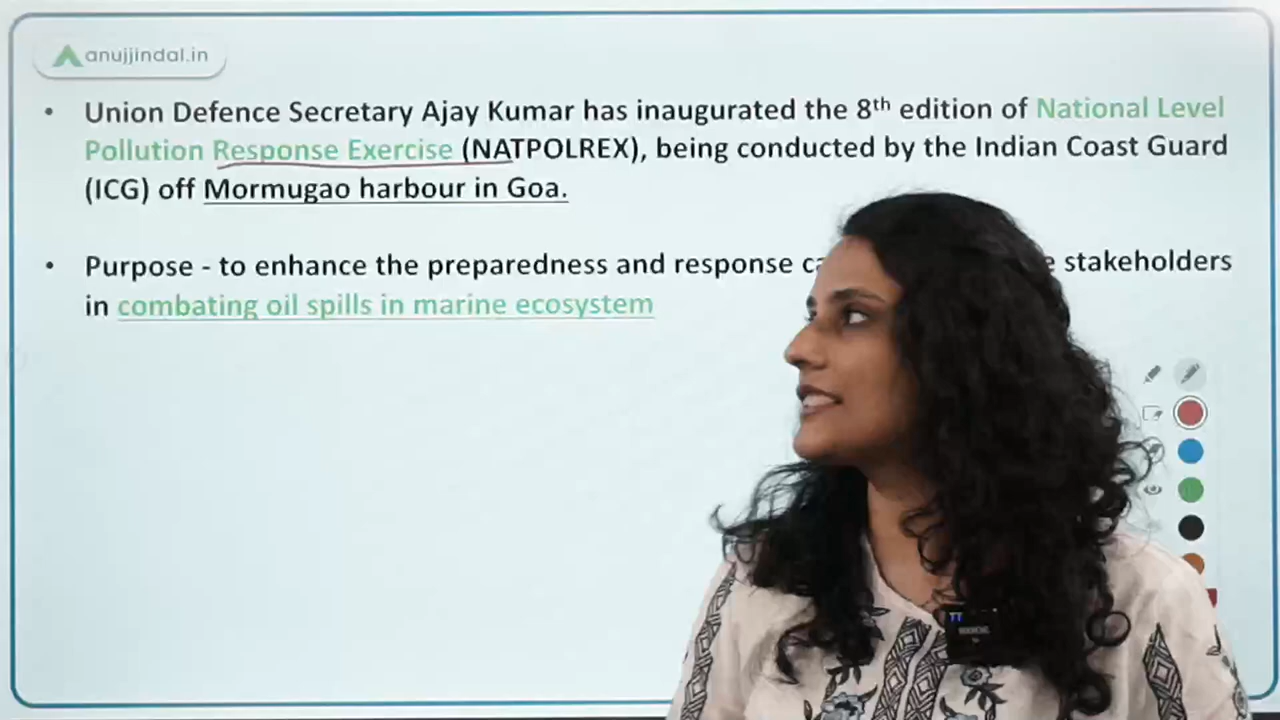 anujjindal.in
• Union Defence Secretary Ajay Kumar has inaugurated the 8th edition of National Level
Pollution Response Exercise (NATPOLREX), being conducted by the Indian Coast Guard
(ICG) off Mormugao harbour in Goa.
• Purpose - to enhance the preparedness and response stakeholders
in combating oil spills in marine ecosystem